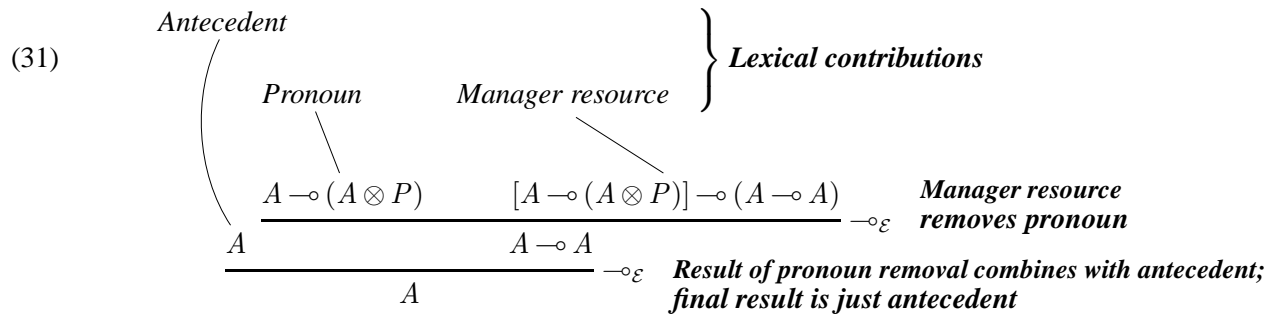 Antecedent
(31)
} Lexical contributions
Pronoun Manager resource
A ⊸ (A ⊗ P) [A ⊸ (A ⊗ P)] ⊸ (A ⊸ A) Manager resource
⊸ℰ removes pronoun
A A ⊸ A
⊸ℰ Result of pronoun removal combines with antecedent;
A final result is just antecedent